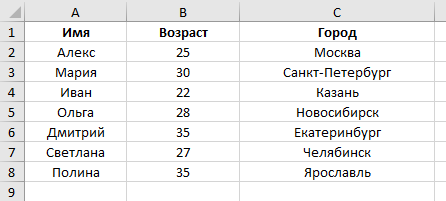 A B C
1 Имя Возраст Город
2 Алекс 25 Москва
3 Мария 30 Санкт-Петербург
4 Иван 22 Казань
5 Ольга 28 Новосибирск
6 Дмитрий 35 Екатеринбург
7 Светлана 27 Челябинск
8 Полина 35 Ярославль
9